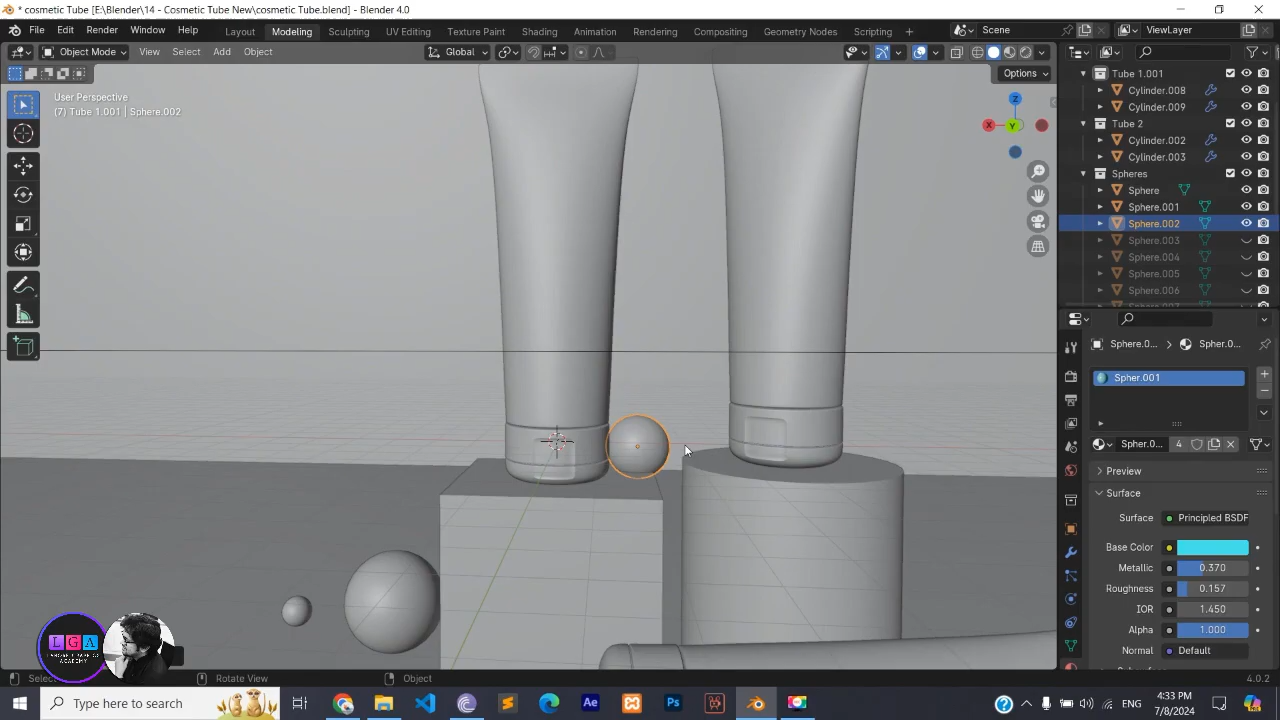 * cosmetic Tube [E:\Blender\14 - Cosmetic Tube New\cosmetic Tube.blend] - Blender 4.0
File Edit Render Window Help Layout Modeling Sculpting UV Editing Texture Paint Shading Animation Rendering Compositing Geometry Nodes Scripting + Scene ViewLayer
Object Mode View Select Add Object Global
Options
User Perspective
(7) Tube 1.001 | Sphere.002
Z
X
Y
Tube 1.001
Cylinder.008
Cylinder.009
Tube 2
Cylinder.002
Cylinder.003
Spheres
Sphere
Sphere.001
Sphere.002
Sphere.003
Sphere.004
Sphere.005
Sphere.006
Sphere.0... > Spher.0...
Spher.001
Spher.0... 4
Preview
Surface
Surface Principled BSDF
Base Color
Metallic 0.370
Roughness 0.157
IOR 1.450
Alpha 1.000
Normal Default
LGA
ACADEMY
Select Rotate View Object 4.0.2
Type here to search
Ae
Ps
ENG
4:33 PM
7/8/2024